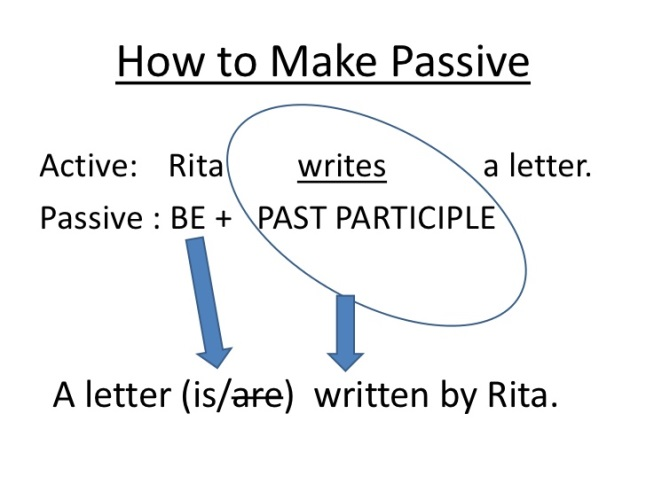 How to Make Passive
Active: Rita writes a letter.
Passive : BE + PAST PARTICIPLE
A letter (is/are) written by Rita.